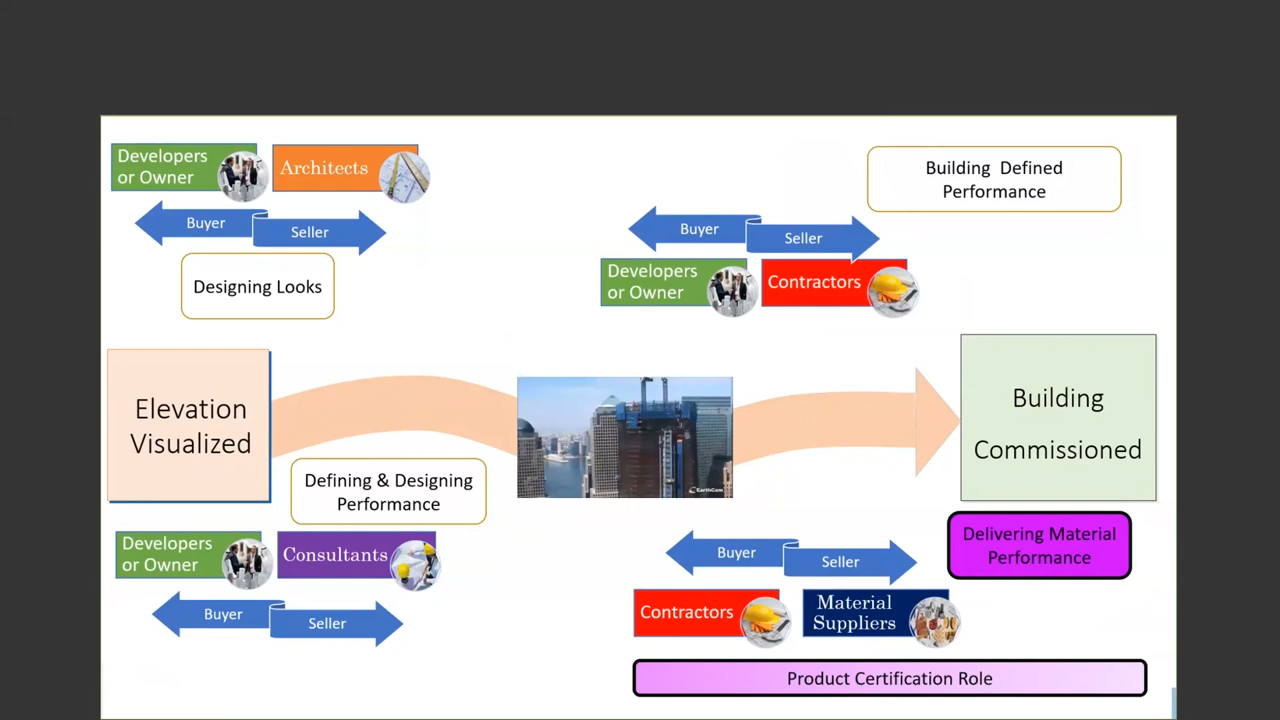 Developers
or Owner
Architects
Buyer
Seller
Designing Looks
Building Defined
Performance
Buyer
Seller
Developers
or Owner
Contractors
Elevation
Visualized
EarthCam
Building
Commissioned
Defining & Designing
Performance
Developers
or Owner
Consultants
Buyer
Seller
Delivering Material
Performance
Buyer
Seller
Contractors
Material
Suppliers
Product Certification Role